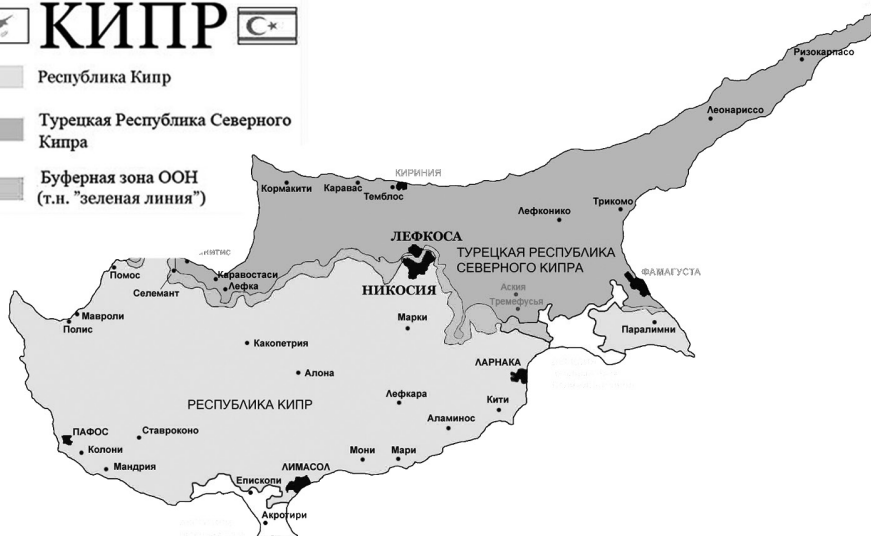 КИПР
Республика Кипр
Турецкая Республика Северного
Кипра
Буферная зона ООН
(т.н. ”зеленая линия”)
Ризокарпасо
Леонариссо
КИРИНИЯ
Кормакити
Каравас
Темблос
Трикомо
Лефконико
ЛЕФКОСА
ТУРЕЦКАЯ РЕСПУБЛИКА
СЕВЕРНОГО КИПРА
ФАМАГУСТА
Помос
Каравостаси
Лефка
Селемант
НИКОСИЯ
Аския
Тремефусья
Мавроли
Полис
Марки
Паралимни
Какопетрия
ЛАРНАКА
Алона
РЕСПУБЛИКА КИПР
Лефкара
Кити
Аламинос
ПАФОС
Ставроконо
Колони
Мандрия
Мони
Мари
ЛИМАСОЛ
Епископи
Акротири